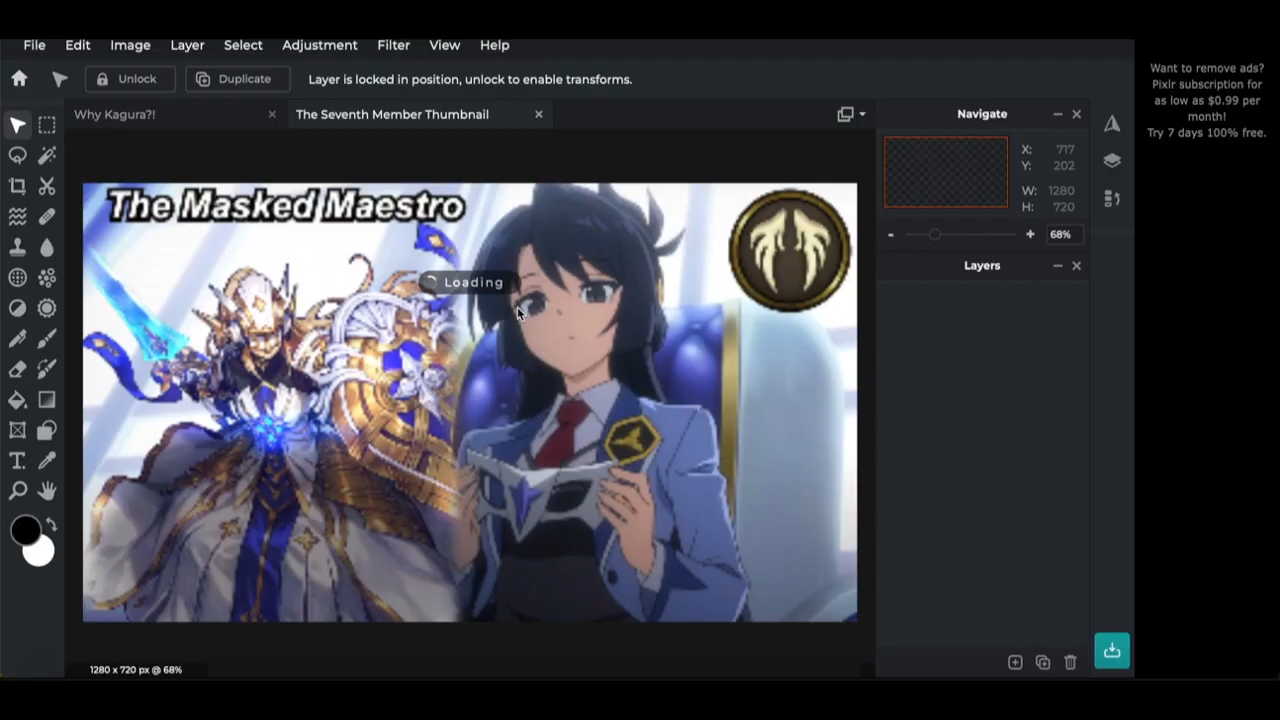 File Edit Image Layer Select Adjustment Filter View Help
Unlock Duplicate Layer is locked in position, unlock to enable transforms.
Why Kagura?! The Seventh Member Thumbnail
The Masked Maestro
Loading
1280 x 720 px @ 68%
Navigate
X: 717
Y: 202
W: 1280
H: 720
- + 68%
Layers
Want to remove ads?
Pixlr subscription for
as low as $0.99 per
month!
Try 7 days 100% free.